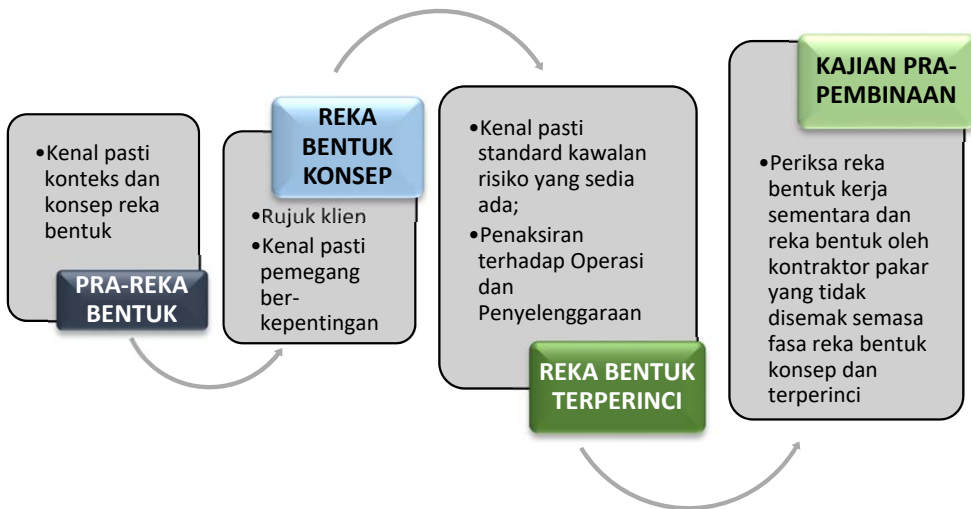 •Kenal pasti
konteks dan
konsep reka
bentuk
PRA-REKA
BENTUK
REKA
BENTUK
KONSEP
•Rujuk klien
•Kenal pasti
pemegang
ber-
kepentingan
•Kenal pasti
standard kawalan
risiko yang sedia
ada;
•Penaksiran
terhadap Operasi
dan
Penyelenggaraan
REKA BENTUK
TERPERINCI
KAJIAN PRA-
PEMBINAAN
•Periksa reka
bentuk kerja
sementara dan
reka bentuk oleh
kontraktor pakar
yang tidak
disemak semasa
fasa reka bentuk
konsep dan
terperinci